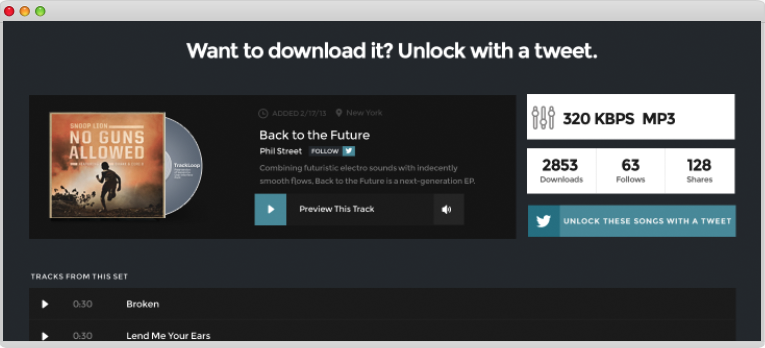 Want to download it? Unlock with a tweet.
ADDED 2/17/13 New York
SNOOP LION
NO GUNS
ALLOWED
TrackLoop
Back to the Future
Phil Street FOLLOW
Combining futuristic electro sounds with indecently
smooth flows, Back to the Future is a next-generation EP.
Preview This Track
320 KBPS MP3
2853 63 128
Downloads Follows Shares
UNLOCK THESE SONGS WITH A TWEET
TRACKS FROM THIS SET
0:30 Broken
0:30 Lend Me Your Ears